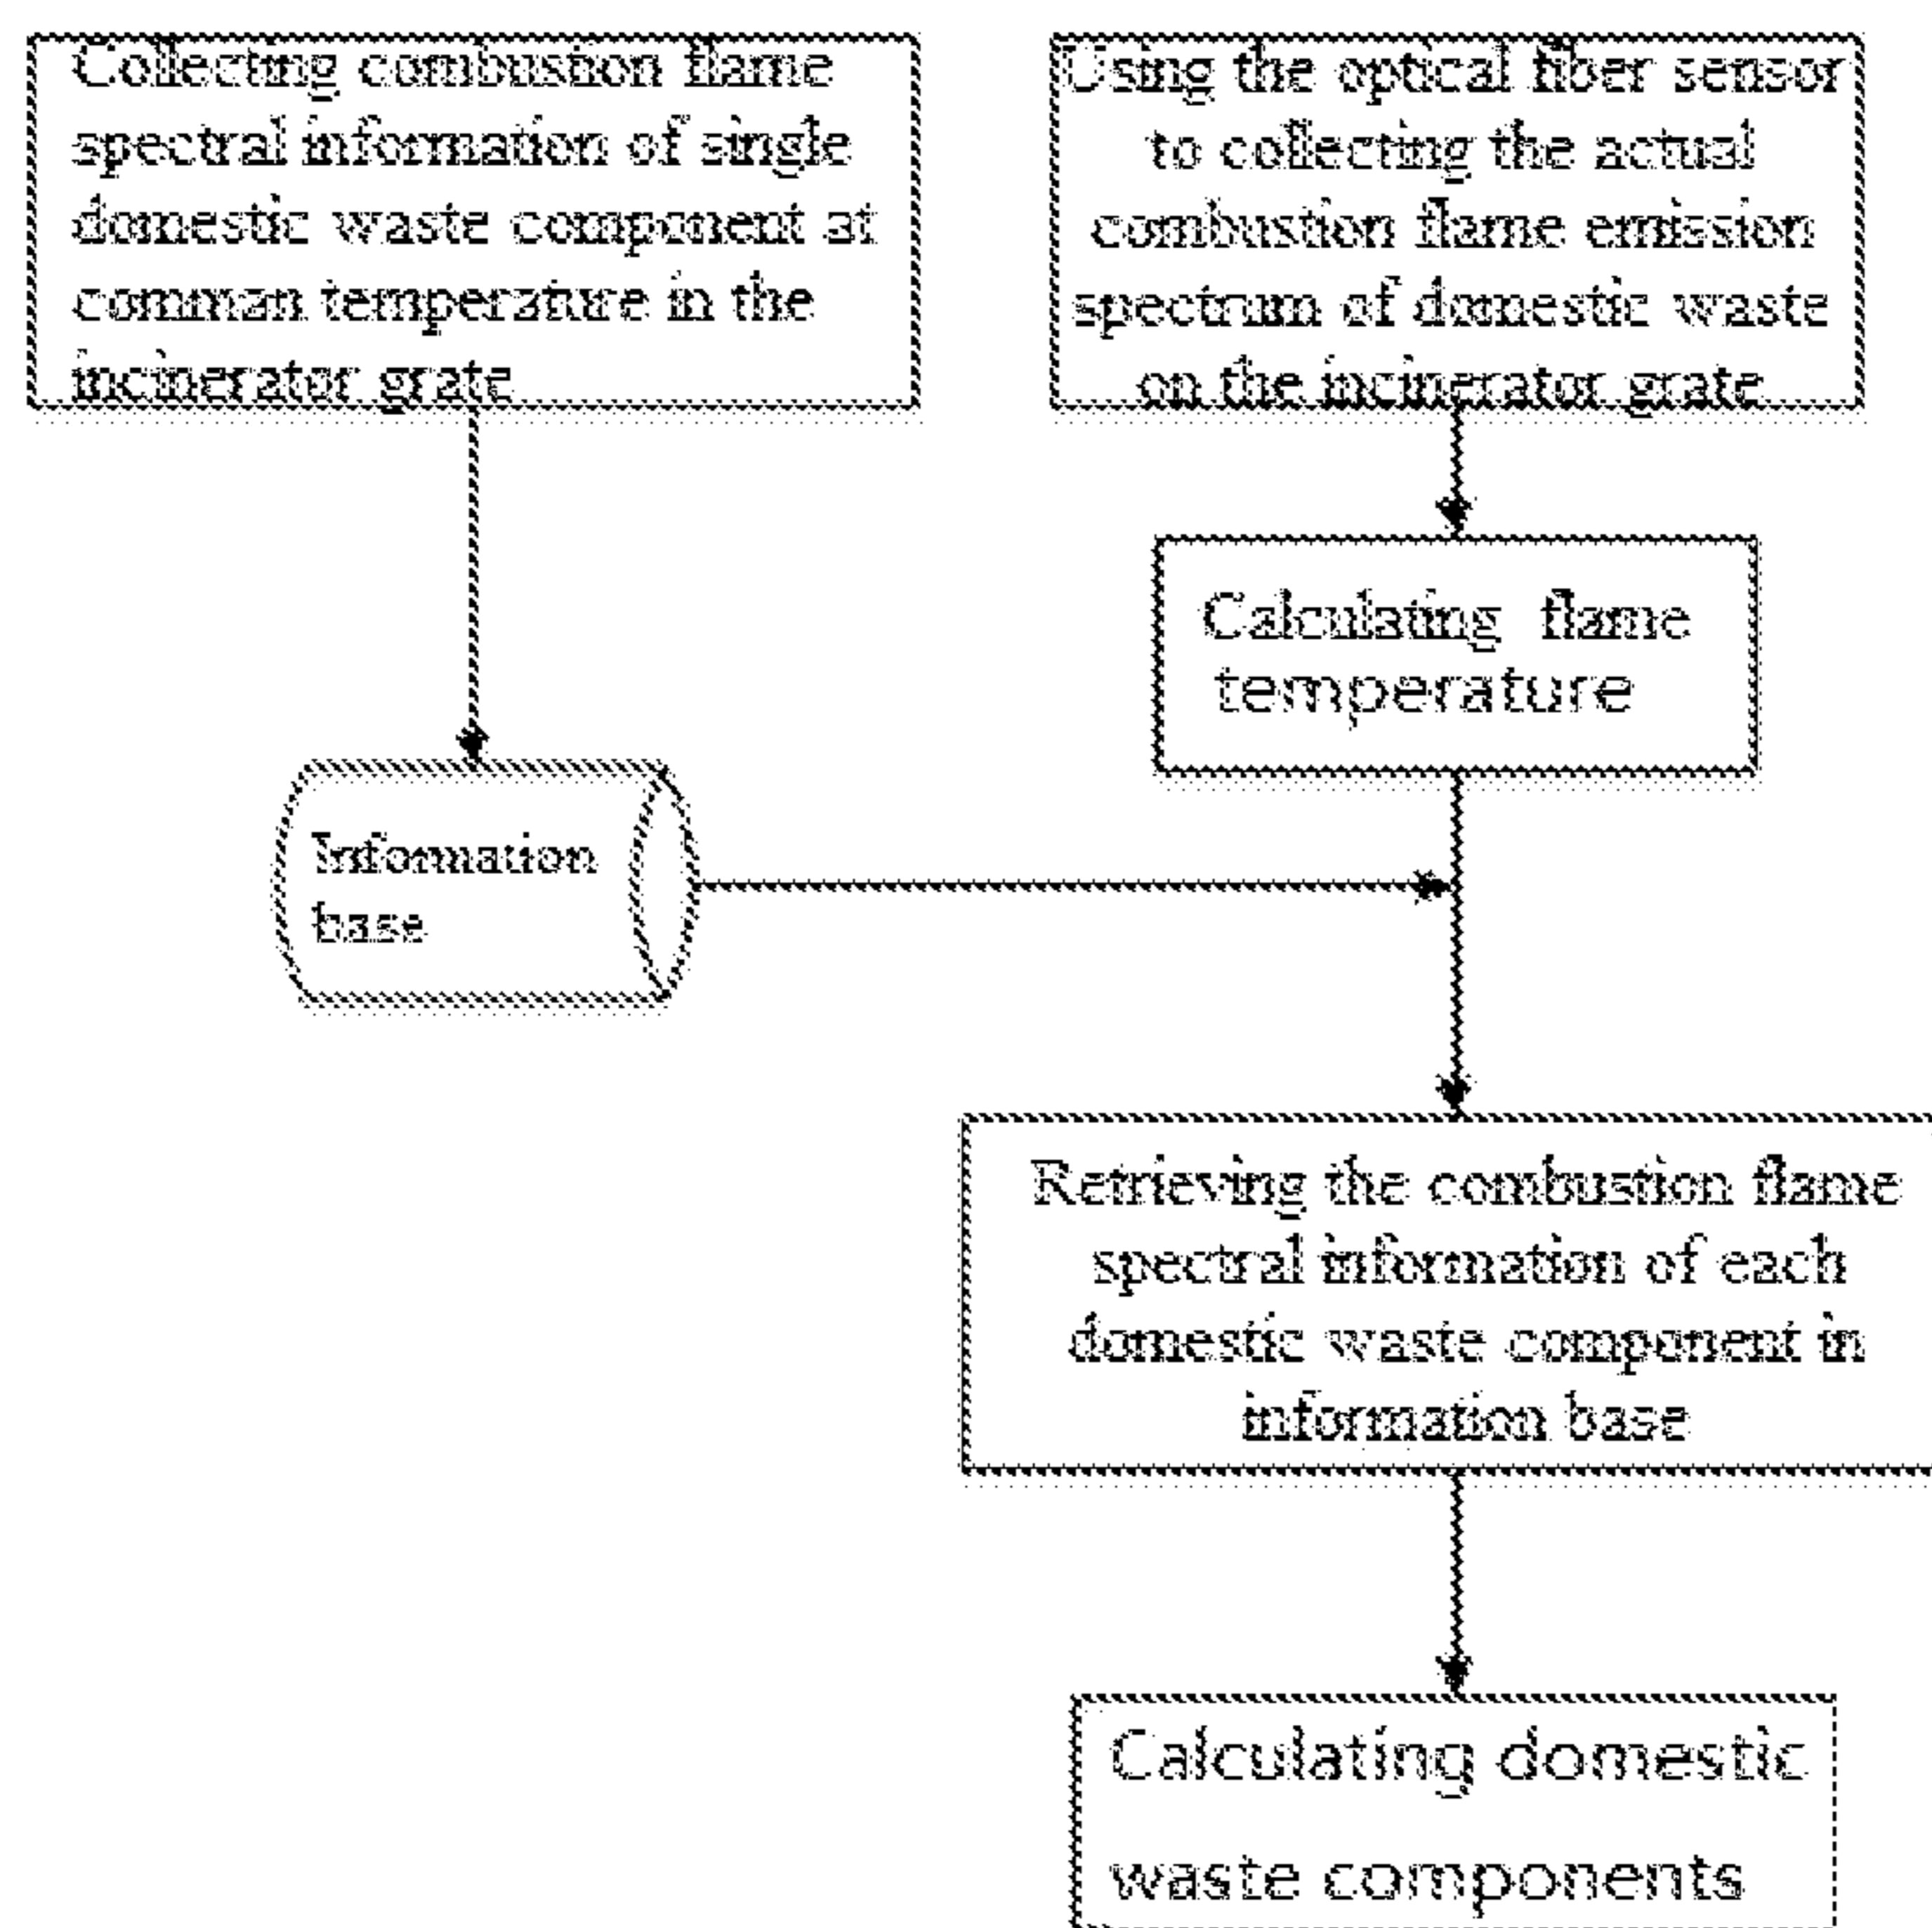 Collecting combustion flame
spectral information of single
domestic waste component at
comman temperature in the
incinerator grate
Using the optical fiber sensor
to collecting the actual
combustion flame emission
spectrum of domestic waste
on the incinerator grate
Calculating flame
temperature
Information
base
Retrieving the combustion flame
spectral information of each
domestic waste component in
information base
Calculating domestic
waste components